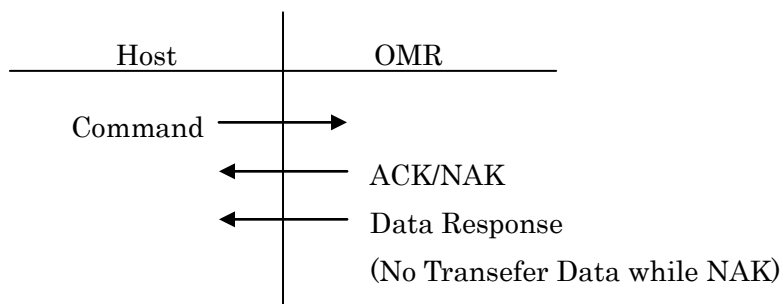 Host OMR
Command
ACK/NAK
Data Response
(No Transefer Data while NAK)